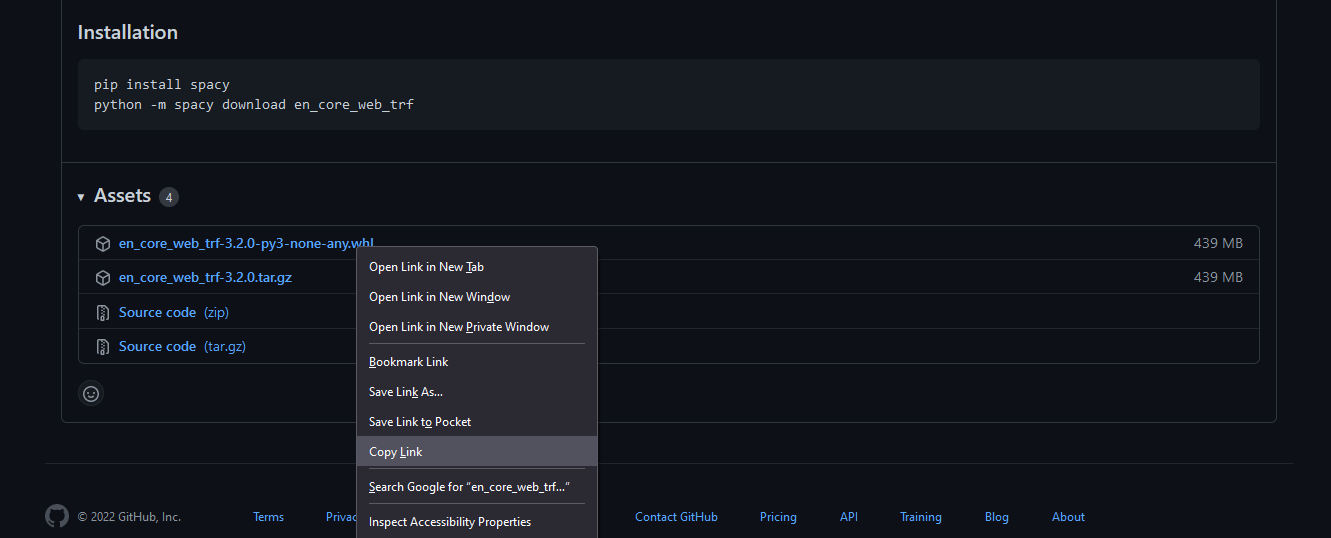 Installation
pip install spacy
python -m spacy download en_core_web_trf
Assets 4
en_core_web_trf-3.2.0-py3-none-any.whl 439 MB
en_core_web_trf-3.2.0.tar.gz 439 MB
Source code (zip)
Source code (tar.gz)
Open Link in New Tab
Open Link in New Window
Open Link in New Private Window
Bookmark Link
Save Link As...
Save Link to Pocket
Copy Link
Search Google for “en_core_web_trf...”
Inspect Accessibility Properties
© 2022 GitHub, Inc. Terms Contact GitHub Pricing API Training Blog About